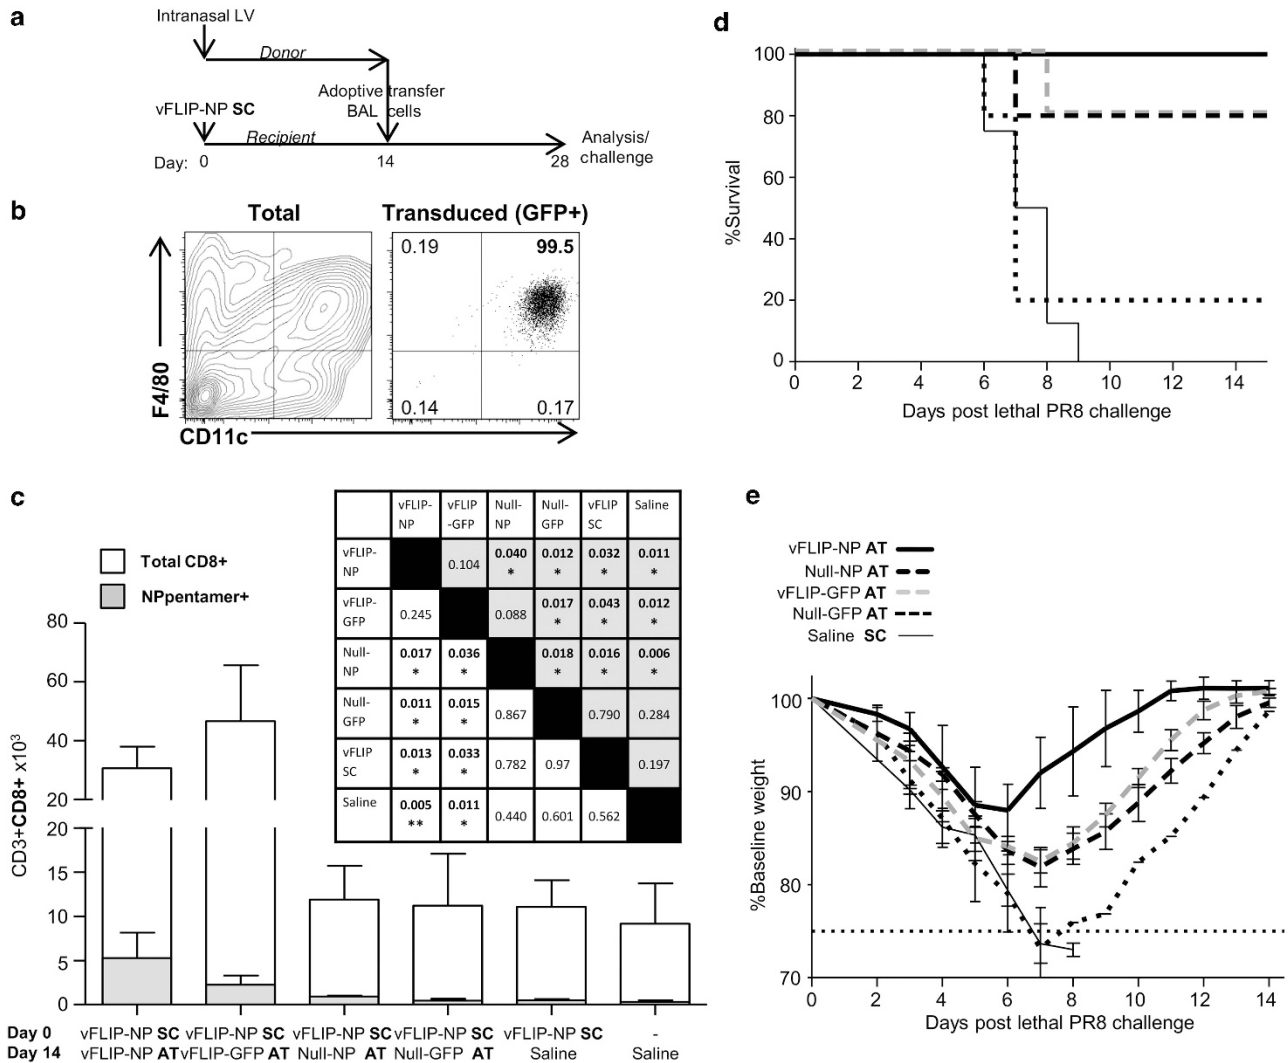 a
Intranasal LV
Donor
Adoptive transfer
BAL cells
vFLIP-NP SC
Recipient
Analysis/
challenge
Day: 0 14 28
b
Total
Transduced (GFP+)
0.19 99.5
0.14 0.17
F4/80
CD11c
c
Total CD8+
NPpentamer+
vFLIP-NP vFLIP-GFP Null-NP Null-GFP vFLIP SC Saline
vFLIP-NP 0.104 0.040 * 0.012 * 0.032 * 0.011 *
vFLIP-GFP 0.245 0.088 0.017 * 0.043 * 0.012 *
Null-NP 0.017 * 0.036 * 0.018 * 0.016 * 0.006 *
Null-GFP 0.011 * 0.015 * 0.867 0.790 0.284
vFLIP SC 0.013 * 0.033 * 0.782 0.97 0.197
Saline 0.005 ** 0.011 * 0.440 0.601 0.562
CD3+CD8+ x10³
80
60
40
20
20
15
10
5
0
Day 0 vFLIP-NP SC vFLIP-NP SC vFLIP-NP SC vFLIP-NP SC vFLIP-NP SC -
Day 14 vFLIP-NP AT vFLIP-GFP AT Null-NP AT Null-GFP AT Saline Saline
d
%Survival
100
80
60
40
20
0
0 2 4 6 8 10 12 14
Days post lethal PR8 challenge
e
vFLIP-NP AT
Null-NP AT
vFLIP-GFP AT
Null-GFP AT
Saline SC
%Baseline weight
100
90
80
70
0 2 4 6 8 10 12 14
Days post lethal PR8 challenge